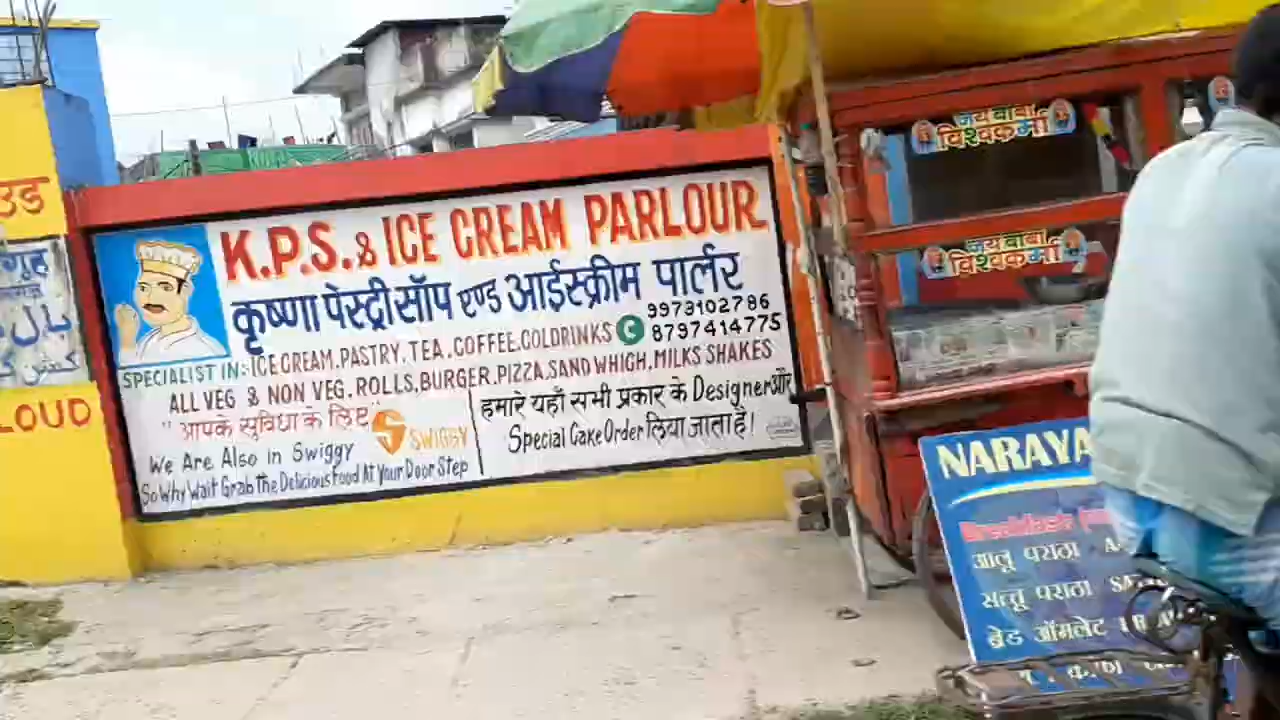 K.P.S. & ICE CREAM PARLOUR
कृष्णा पेस्ट्री सॉप एण्ड आईस्क्रीम पार्लर
9973102786
8797414775
SPECIALIST IN:- ICE CREAM, PASTRY, TEA, COFFEE, COLDRINKS
ALL VEG & NON VEG, ROLLS, BURGER, PIZZA, SAND WHICH, MILKS SHAKES
" आपके सुविधा के लिए "
SWIGGY
We Are Also in Swiggy
So Why Wait Grab The Delicious Food At Your Door Step
हमारे यहाँ सभी प्रकार के Designer और
Special Cake Order लिया जाता है!
जय बाबा
विश्वकर्मा
जय बाबा
विश्वकर्मा
NARAYA
Breakfast
आलू पराठा
सत्तू पराठा
ब्रेड ऑमलेट
उड
गृह
LOUD